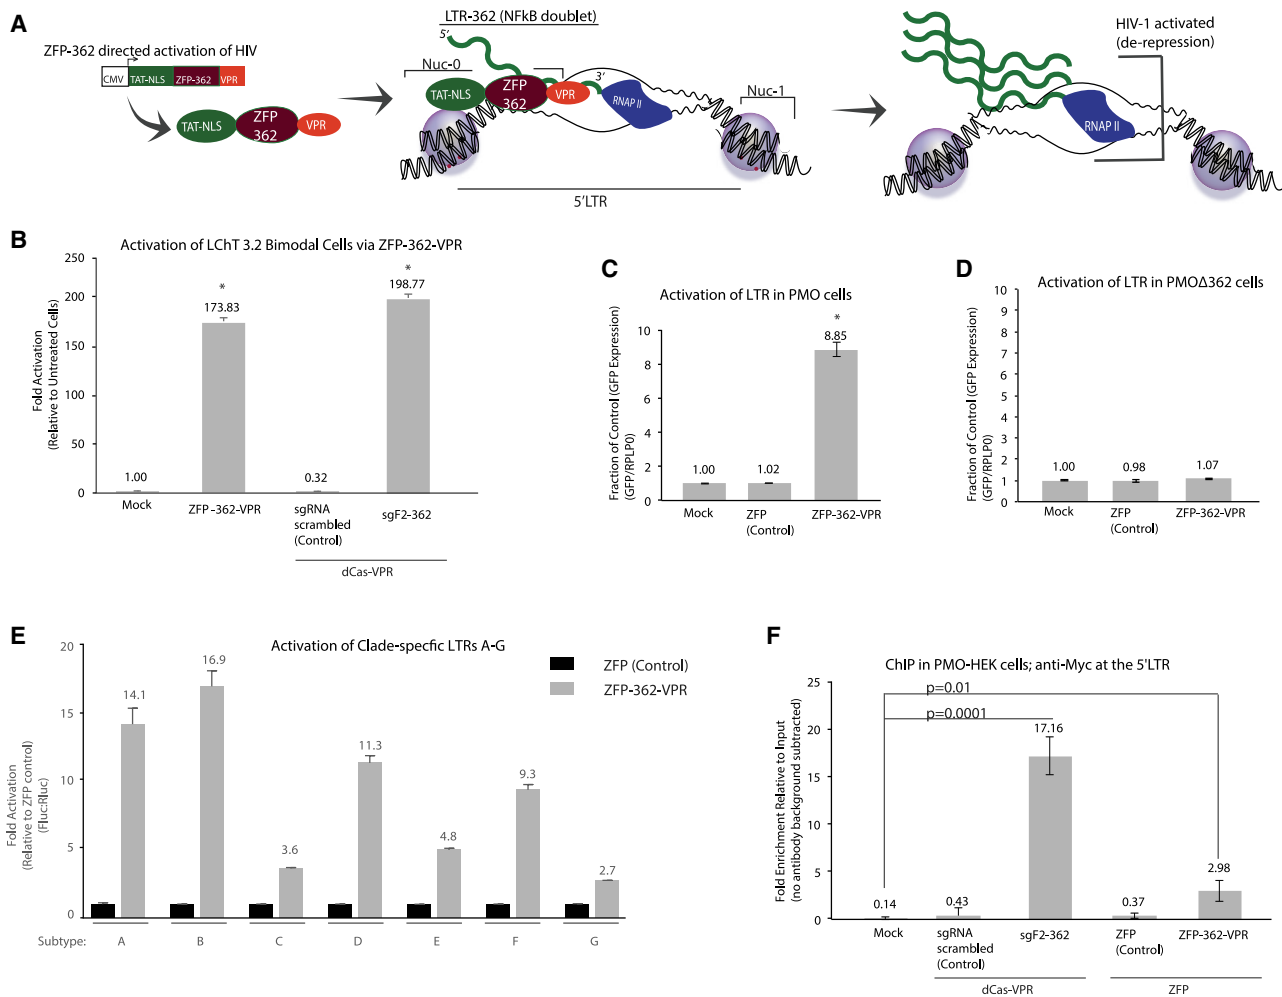 A
ZFP-362 directed activation of HIV
CMV TAT-NLS ZFP-362 VPR
TAT-NLS ZFP 362 VPR
LTR-362 (NFkB doublet)
5'
Nuc-0
TAT-NLS ZFP 362 VPR
3'
RNAP II
Nuc-1
5'LTR
HIV-1 activated
(de-repression)
RNAP II
B
Activation of LChT 3.2 Bimodal Cells via ZFP-362-VPR
Fold Activation
(Relative to Untreated Cells)
250
200
150
100
50
0
1.00
*
173.83
0.32
*
198.77
Mock
ZFP-362-VPR
sgRNA
scrambled
(Control)
sgF2-362
dCas-VPR
C
Activation of LTR in PMO cells
Fraction of Control (GFP Expression)
(GFP/RPLP0)
10
8
6
4
2
0
1.00
1.02
*
8.85
Mock
ZFP
(Control)
ZFP-362-VPR
D
Activation of LTR in PMOΔ362 cells
Fraction of Control (GFP Expression)
(GFP/RPLP0)
10
9
8
7
6
5
4
3
2
1
0
1.00
0.98
1.07
Mock
ZFP
(Control)
ZFP-362-VPR
E
Activation of Clade-specfic LTRs A-G
ZFP (Control)
ZFP-362-VPR
Fold Activation
(Relative to ZFP control)
(Fluc:Rluc)
20
15
10
5
0
14.1
16.9
3.6
11.3
4.8
9.3
2.7
Subtype: A B C D E F G
F
ChIP in PMO-HEK cells; anti-Myc at the 5'LTR
Fold Enrichment Relative to Input
(no antibody background subtracted)
25
20
15
10
5
0
p=0.01
p=0.0001
0.14
0.43
17.16
0.37
2.98
Mock
sgRNA
scrambled
(Control)
sgF2-362
ZFP
(Control)
ZFP-362-VPR
dCas-VPR
ZFP